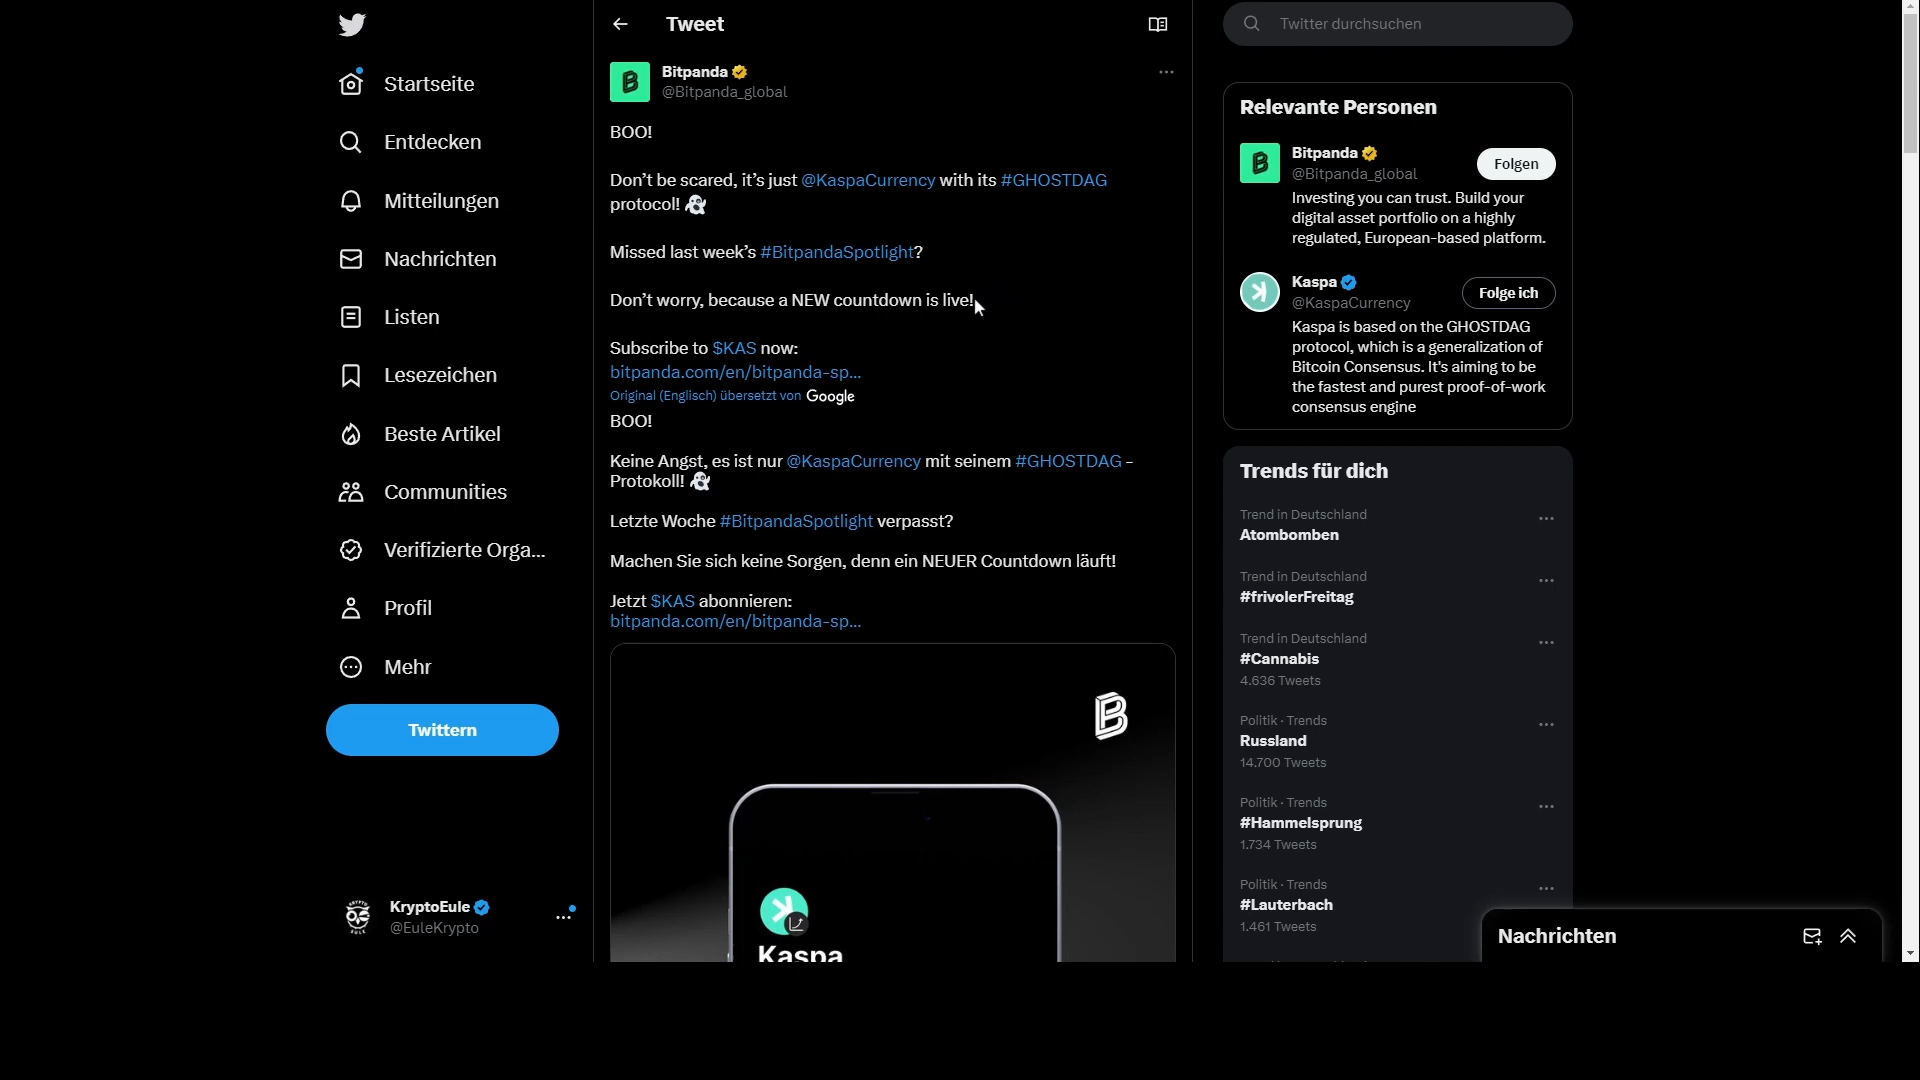 Startseite
Entdecken
Mitteilungen
Nachrichten
Listen
Lesezeichen
Beste Artikel
Communities
Verifizierte Orga...
Profil
Mehr
Twittern
KryptoEule
@EuleKrypto
Tweet
Bitpanda
@Bitpanda_global
BOO!
Don’t be scared, it’s just @KaspaCurrency with its #GHOSTDAG
protocol! 👻
Missed last week’s #BitpandaSpotlight?
Don’t worry, because a NEW countdown is live!
Subscribe to $KAS now:
bitpanda.com/en/bitpanda-sp...
Original (Englisch) übersetzt von Google
BOO!
Keine Angst, es ist nur @KaspaCurrency mit seinem #GHOSTDAG -
Protokoll! 👻
Letzte Woche #BitpandaSpotlight verpasst?
Machen Sie sich keine Sorgen, denn ein NEUER Countdown läuft!
Jetzt $KAS abonnieren:
bitpanda.com/en/bitpanda-sp...
Kaspa
Twitter durchsuchen
Relevante Personen
Bitpanda
@Bitpanda_global
Folgen
Investing you can trust. Build your
digital asset portfolio on a highly
regulated, European-based platform.
Kaspa
@KaspaCurrency
Folge ich
Kaspa is based on the GHOSTDAG
protocol, which is a generalization of
Bitcoin Consensus. It's aiming to be
the fastest and purest proof-of-work
consensus engine
Trends für dich
Trend in Deutschland
Atombomben
Trend in Deutschland
#frivolerFreitag
Trend in Deutschland
#Cannabis
4.636 Tweets
Politik · Trends
Russland
14.700 Tweets
Politik · Trends
#Hammelsprung
1.734 Tweets
Politik · Trends
#Lauterbach
1.461 Tweets
Nachrichten